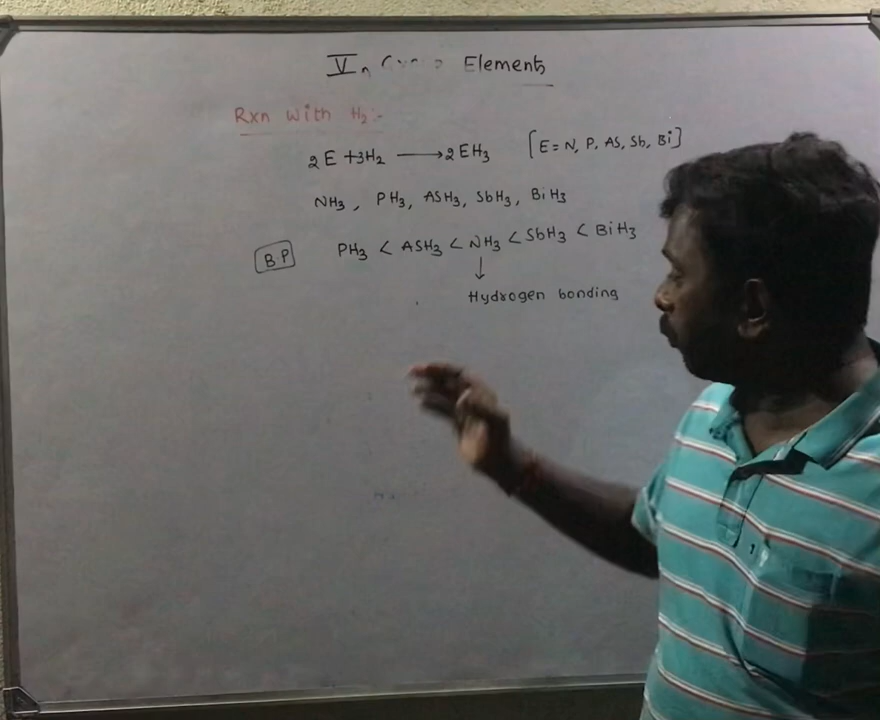 V Elements
Rxn with H₂:-
2E + 3H₂ ⟶ 2EH₃ [E = N, P, AS, Sb, Bi]
NH₃, PH₃, ASH₃, SbH₃, BiH₃
B.P PH₃ < ASH₃ < NH₃ < SbH₃ < BiH₃
↓
Hydrogen bonding